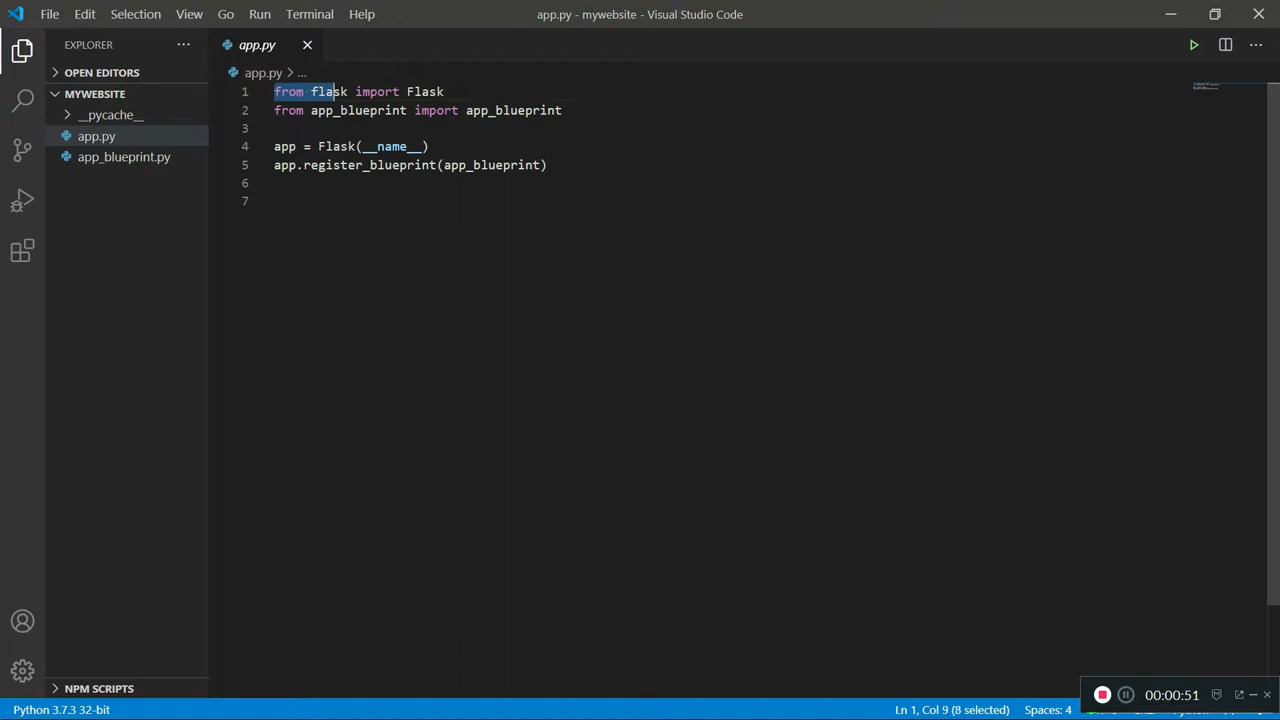 File Edit Selection View Go Run Terminal Help
app.py - mywebsite - Visual Studio Code
EXPLORER
app.py
OPEN EDITORS
app.py > ...
MYWEBSITE
__pycache__
app.py
app_blueprint.py
1 from flask import Flask
2 from app_blueprint import app_blueprint
3
4 app = Flask(__name__)
5 app.register_blueprint(app_blueprint)
6
7
NPM SCRIPTS
00:00:51
Python 3.7.3 32-bit
Ln 1, Col 9 (8 selected)
Spaces: 4